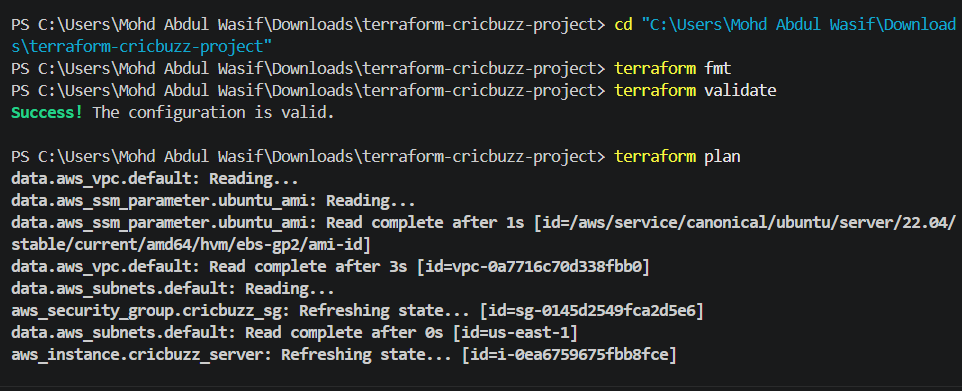 PS C:\Users\Mohd Abdul Wasif\Downloads\terraform-cricbuzz-project> cd "C:\Users\Mohd Abdul Wasif\Download
s\terraform-cricbuzz-project"
PS C:\Users\Mohd Abdul Wasif\Downloads\terraform-cricbuzz-project> terraform fmt
PS C:\Users\Mohd Abdul Wasif\Downloads\terraform-cricbuzz-project> terraform validate
Success! The configuration is valid.
PS C:\Users\Mohd Abdul Wasif\Downloads\terraform-cricbuzz-project> terraform plan
data.aws_vpc.default: Reading...
data.aws_ssm_parameter.ubuntu_ami: Reading...
data.aws_ssm_parameter.ubuntu_ami: Read complete after 1s [id=/aws/service/canonical/ubuntu/server/22.04/
stable/current/amd64/hvm/ebs-gp2/ami-id]
data.aws_vpc.default: Read complete after 3s [id=vpc-0a7716c70d338fbb0]
data.aws_subnets.default: Reading...
aws_security_group.cricbuzz_sg: Refreshing state... [id=sg-0145d2549fca2d5e6]
data.aws_subnets.default: Read complete after 0s [id=us-east-1]
aws_instance.cricbuzz_server: Refreshing state... [id=i-0ea6759675fbb8fce]